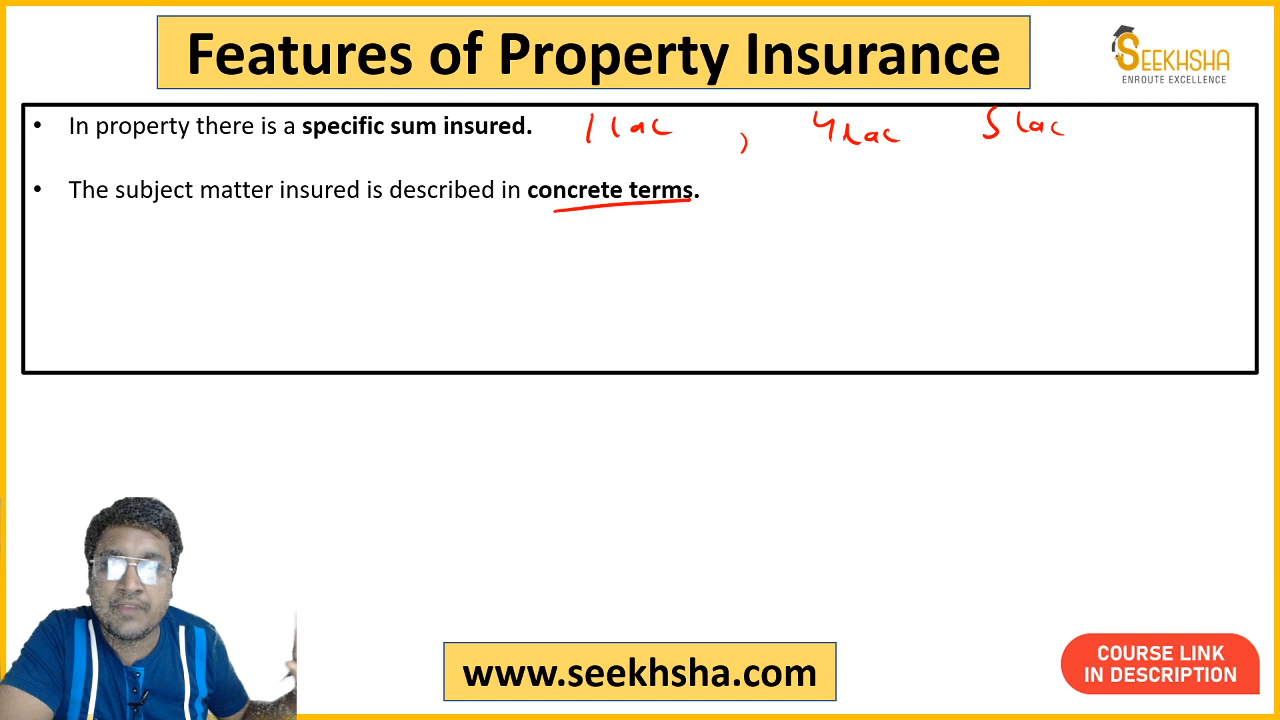 Features of Property Insurance
SEEKHSHA
ENROUTE EXCELLENCE
• In property there is a specific sum insured. 1 lac , 4 lac 5 lac
• The subject matter insured is described in concrete terms.
www.seekhsha.com
COURSE LINK
IN DESCRIPTION